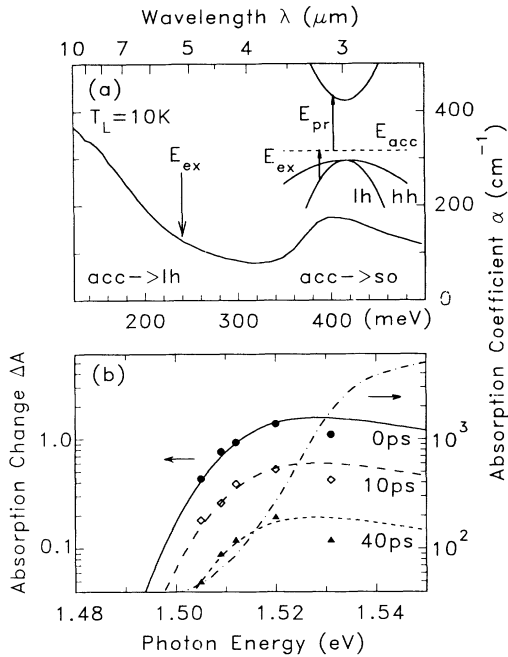 Wavelength λ (μm)
10 7 5 4 3
(a)
T_L=10K
E_ex
E_pr
E_acc
E_ex
lh hh
acc->lh
acc->so
400
200
0
200 300 400 (meV)
Absorption Coefficient α (cm⁻¹)
(b)
Absorption Change ΔA
1.0
0.1
0ps
10ps
40ps
10³
10²
1.48 1.50 1.52 1.54
Photon Energy (eV)